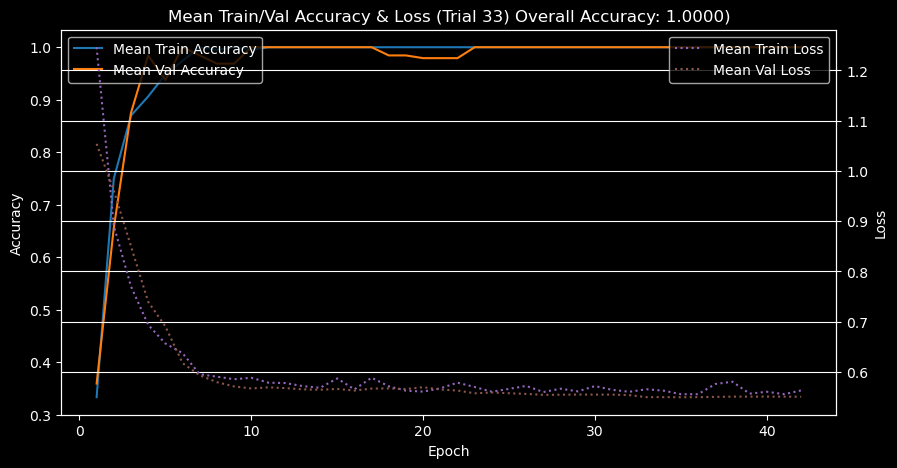 Mean Train/Val Accuracy & Loss (Trial 33) Overall Accuracy: 1.0000)
Mean Train Accuracy
Mean Val Accuracy
Mean Train Loss
Mean Val Loss
1.0
0.9
0.8
0.7
0.6
0.5
0.4
0.3
Accuracy
1.2
1.1
1.0
0.9
0.8
0.7
0.6
Loss
0 10 20 30 40
Epoch